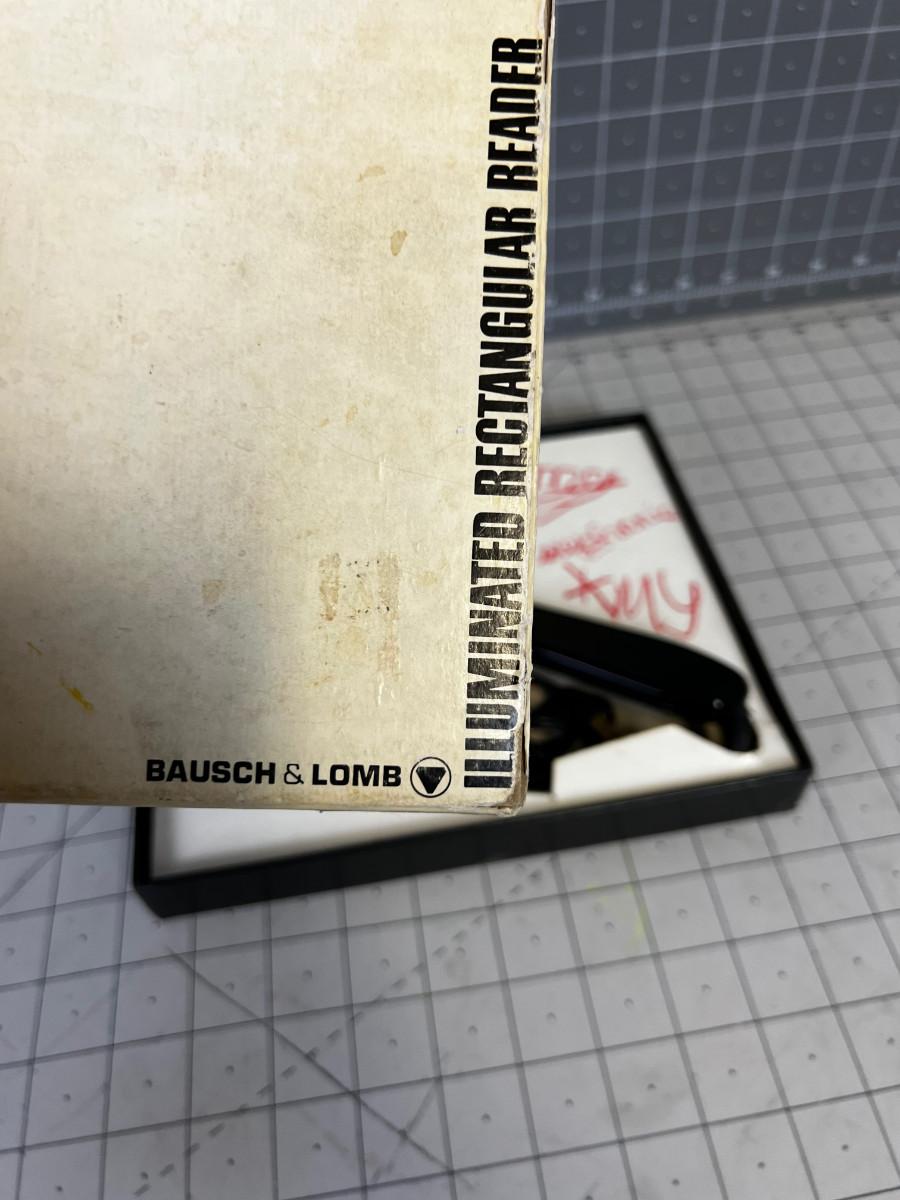 ILLUMINATED RECTANGULAR READER
BAUSCH & LOMB